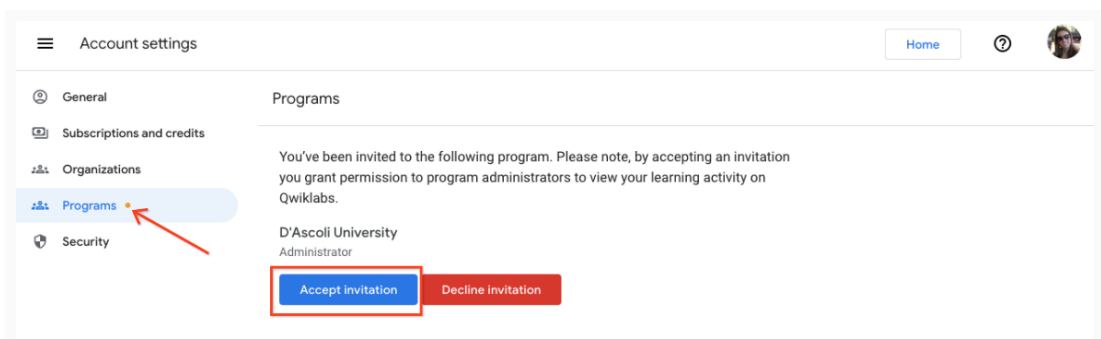 Account settings
Home
General
Subscriptions and credits
Organizations
Programs
Security
Programs
You've been invited to the following program. Please note, by accepting an invitation
you grant permission to program administrators to view your learning activity on
Qwiklabs.
D'Ascoli University
Administrator
Accept invitation
Decline invitation